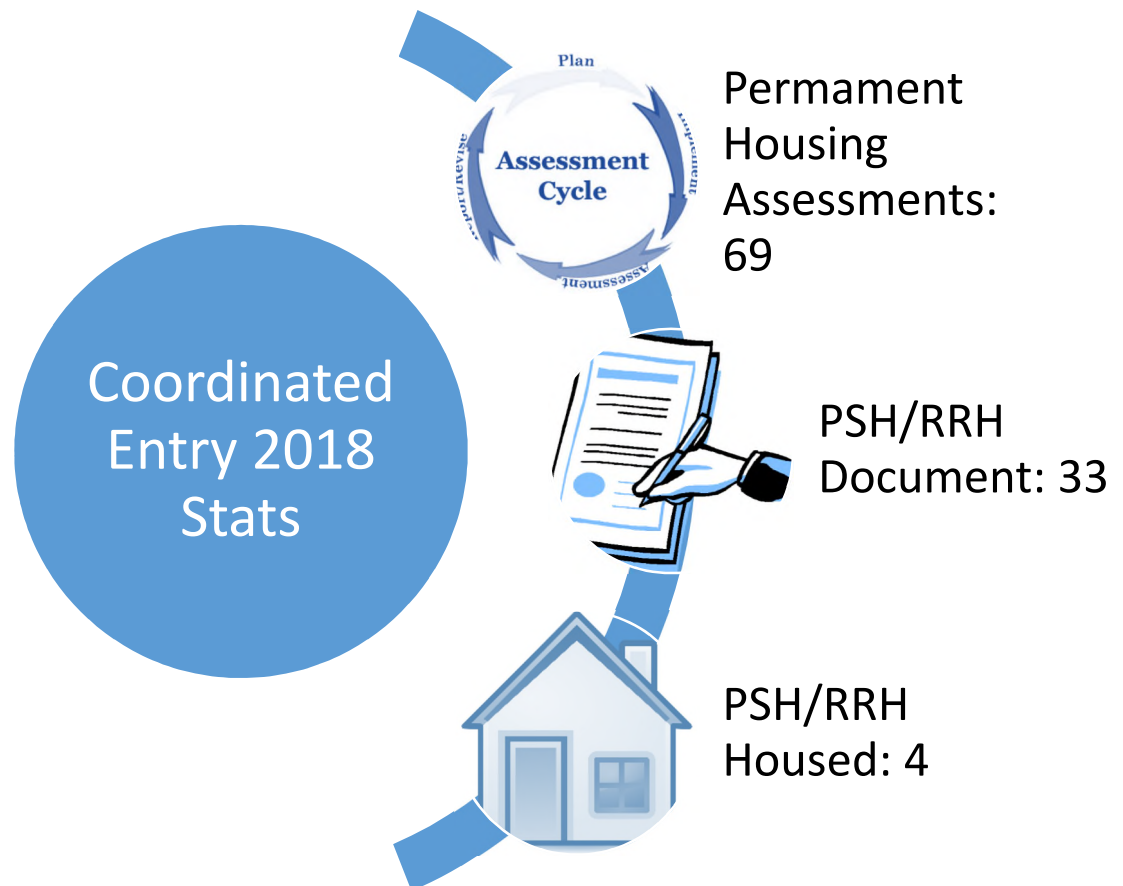 Coordinated
Entry 2018
Stats
Plan
Assessment
Cycle
Assessment
Permament
Housing
Assessments:
69
PSH/RRH
Document: 33
PSH/RRH
Housed: 4